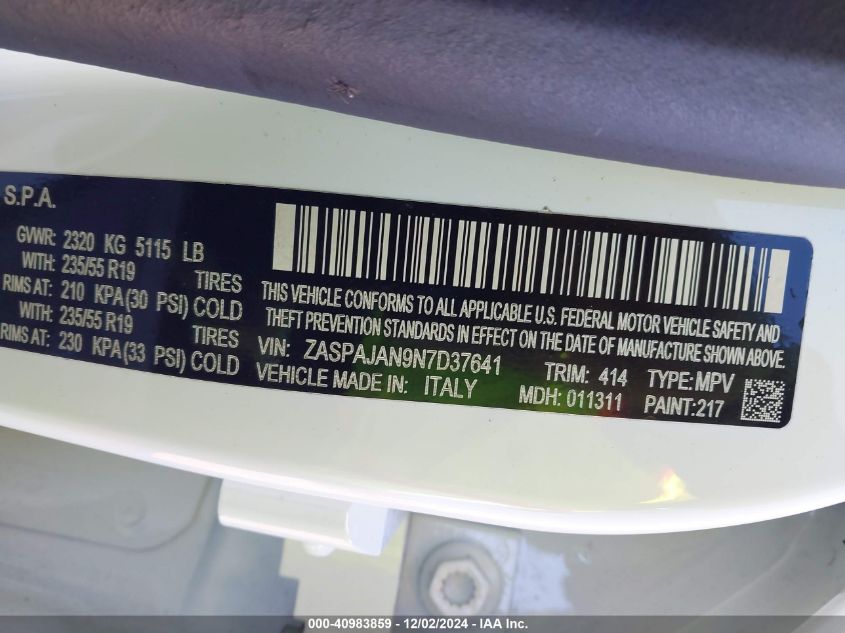 S.P.A.
GVWR: 2320 KG 5115 LB
WITH: 235/55 R19 TIRES
RIMS AT: 210 KPA(30 PSI) COLD
WITH: 235/55 R19 TIRES
RIMS AT: 230 KPA(33 PSI) COLD
THIS VEHICLE CONFORMS TO ALL APPLICABLE U.S. FEDERAL MOTOR VEHICLE SAFETY AND
THEFT PREVENTION STANDARDS IN EFFECT ON THE DATE OF MANUFACTURE SHOWN ABOVE.
VIN: ZASPAJAN9N7D37641 TRIM: 414 TYPE: MPV
VEHICLE MADE IN: ITALY MDH: 011311 PAINT:217
000-40983859 - 12/02/2024 - IAA Inc.